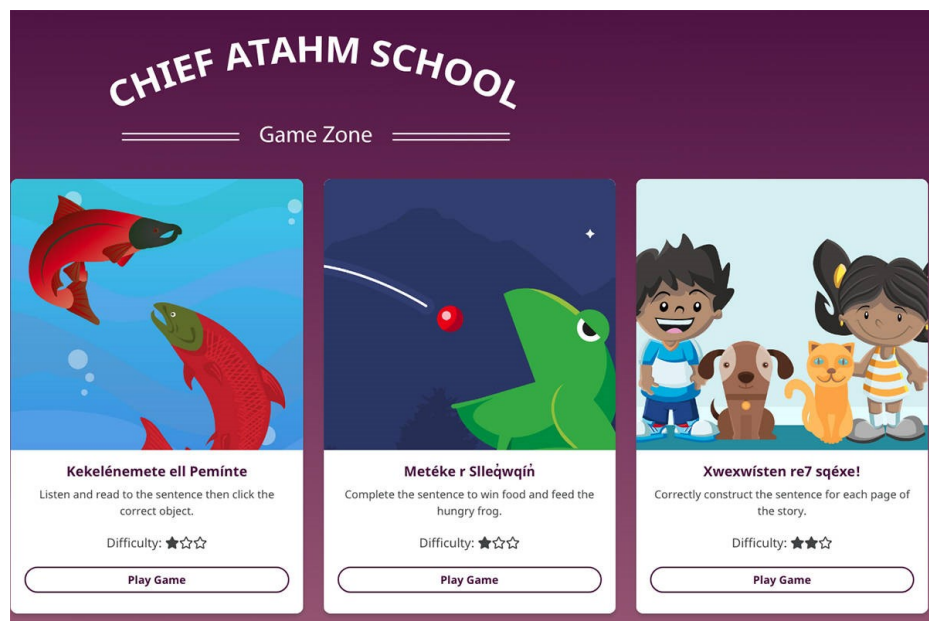 CHIEF ATAHM SCHOOL
Game Zone
Kekelénemete ell Pemínte
Listen and read to the sentence then click the
correct object.
Difficulty: ★☆☆
Play Game
Metéke r Slleq̓wqín̓
Complete the sentence to win food and feed the
hungry frog.
Difficulty: ★☆☆
Play Game
Xwexwísten re7 sqéxe!
Correctly construct the sentence for each page of
the story.
Difficulty: ★★☆
Play Game